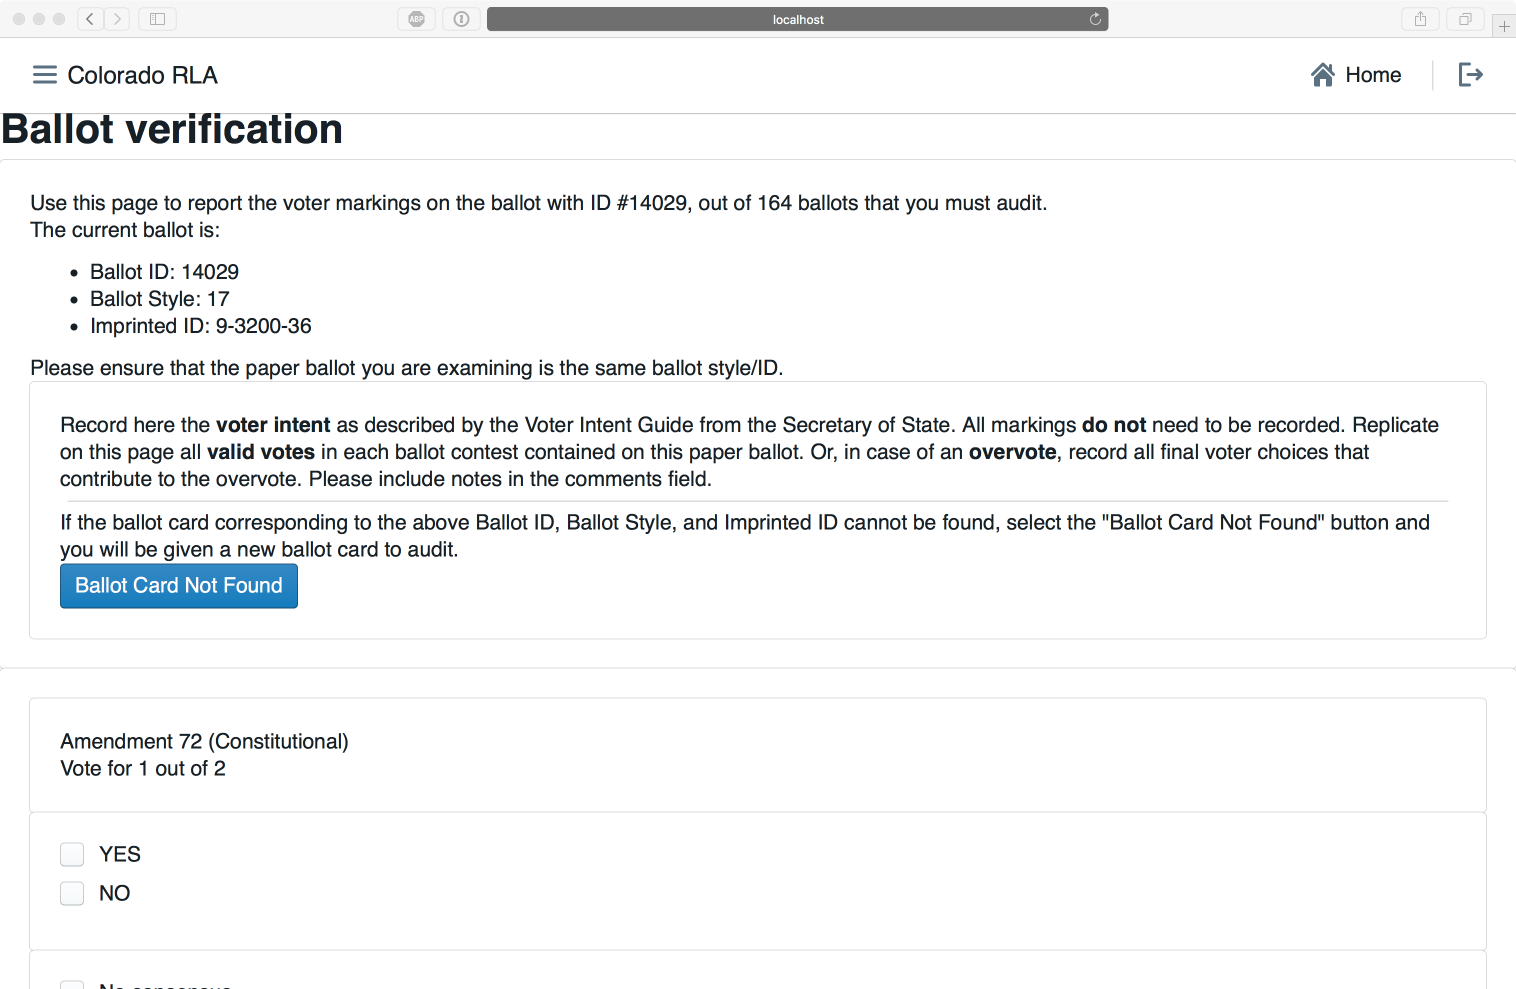 ABP
localhost
Colorado RLA
Home
Ballot verification
Use this page to report the voter markings on the ballot with ID #14029, out of 164 ballots that you must audit.
The current ballot is:
• Ballot ID: 14029
• Ballot Style: 17
• Imprinted ID: 9-3200-36
Please ensure that the paper ballot you are examining is the same ballot style/ID.
Record here the voter intent as described by the Voter Intent Guide from the Secretary of State. All markings do not need to be recorded. Replicate
on this page all valid votes in each ballot contest contained on this paper ballot. Or, in case of an overvote, record all final voter choices that
contribute to the overvote. Please include notes in the comments field.
If the ballot card corresponding to the above Ballot ID, Ballot Style, and Imprinted ID cannot be found, select the "Ballot Card Not Found" button and
you will be given a new ballot card to audit.
Ballot Card Not Found
Amendment 72 (Constitutional)
Vote for 1 out of 2
YES
NO
No consensus